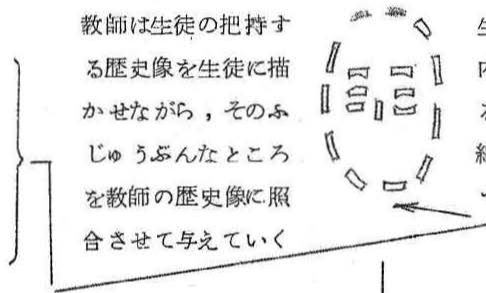 教師は生徒の把持す
る歴史像を生徒に描
かせながら，そのふ
じゅうぶんなところ
を教師の歴史像に照
合させて与えていく